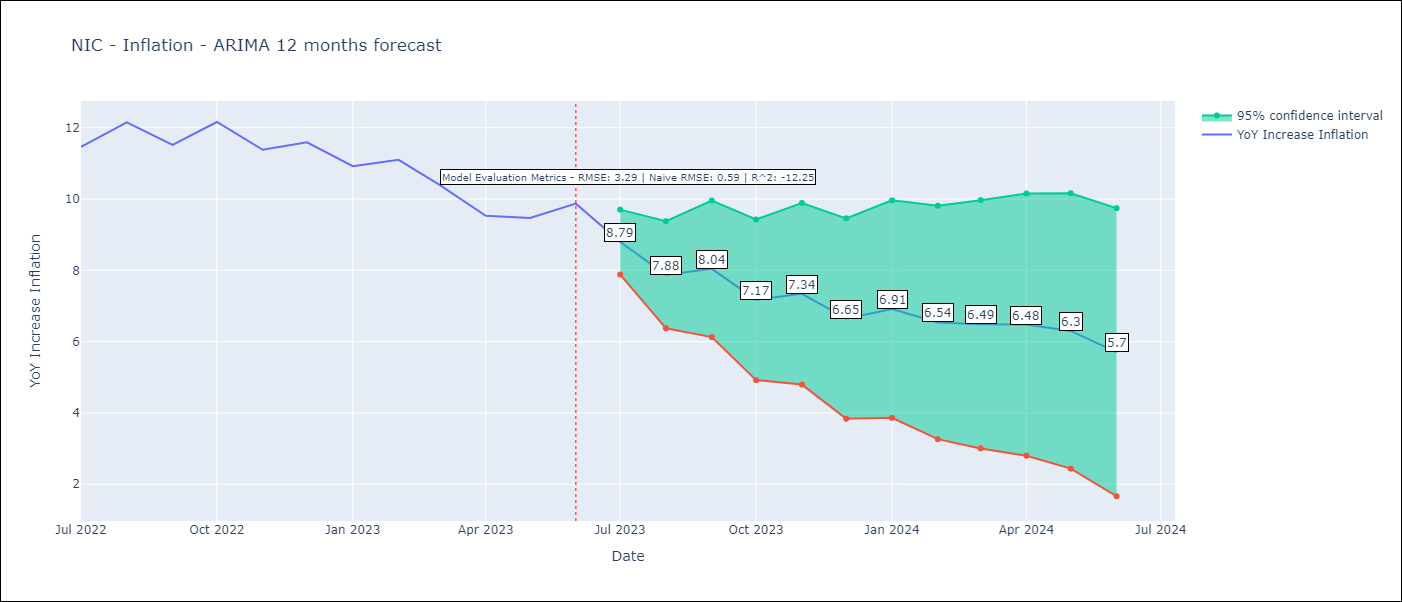 NIC - Inflation - ARIMA 12 months forecast
95% confidence interval
YoY Increase Inflation
Model Evaluation Metrics - RMSE: 3.29 | Naive RMSE: 0.59 | R^2: -12.25
12
10
8
6
4
2
YoY Increase Inflation
8.79
7.88
8.04
7.17
7.34
6.65
6.91
6.54
6.49
6.48
6.3
5.7
Jul 2022
Oct 2022
Jan 2023
Apr 2023
Jul 2023
Oct 2023
Jan 2024
Apr 2024
Jul 2024
Date